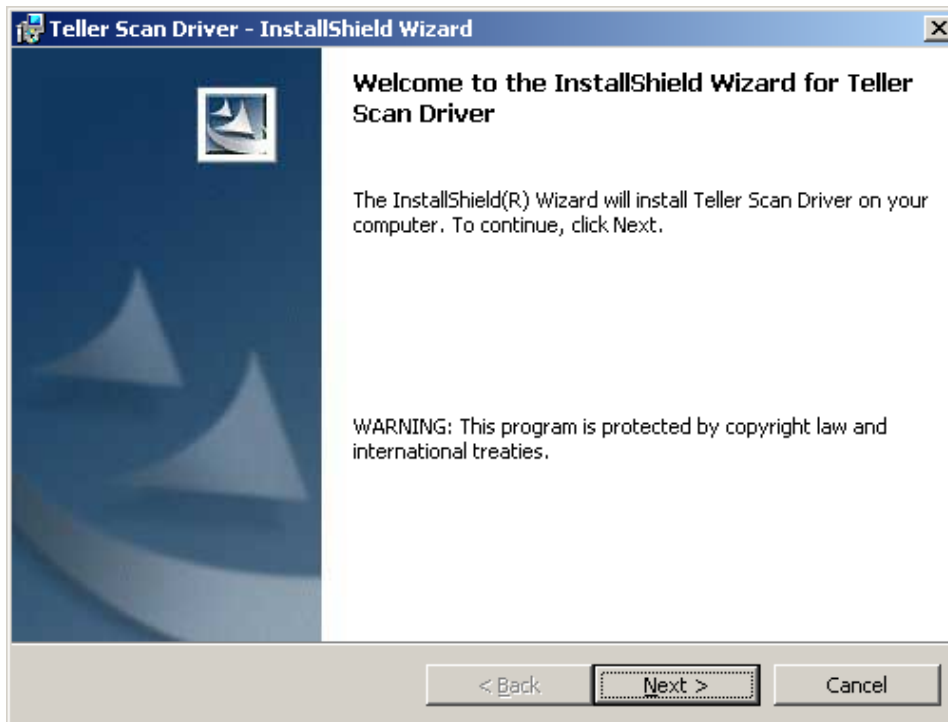 Teller Scan Driver - InstallShield Wizard
Welcome to the InstallShield Wizard for Teller
Scan Driver
The InstallShield(R) Wizard will install Teller Scan Driver on your
computer. To continue, click Next.
WARNING: This program is protected by copyright law and
international treaties.
< Back
Next >
Cancel